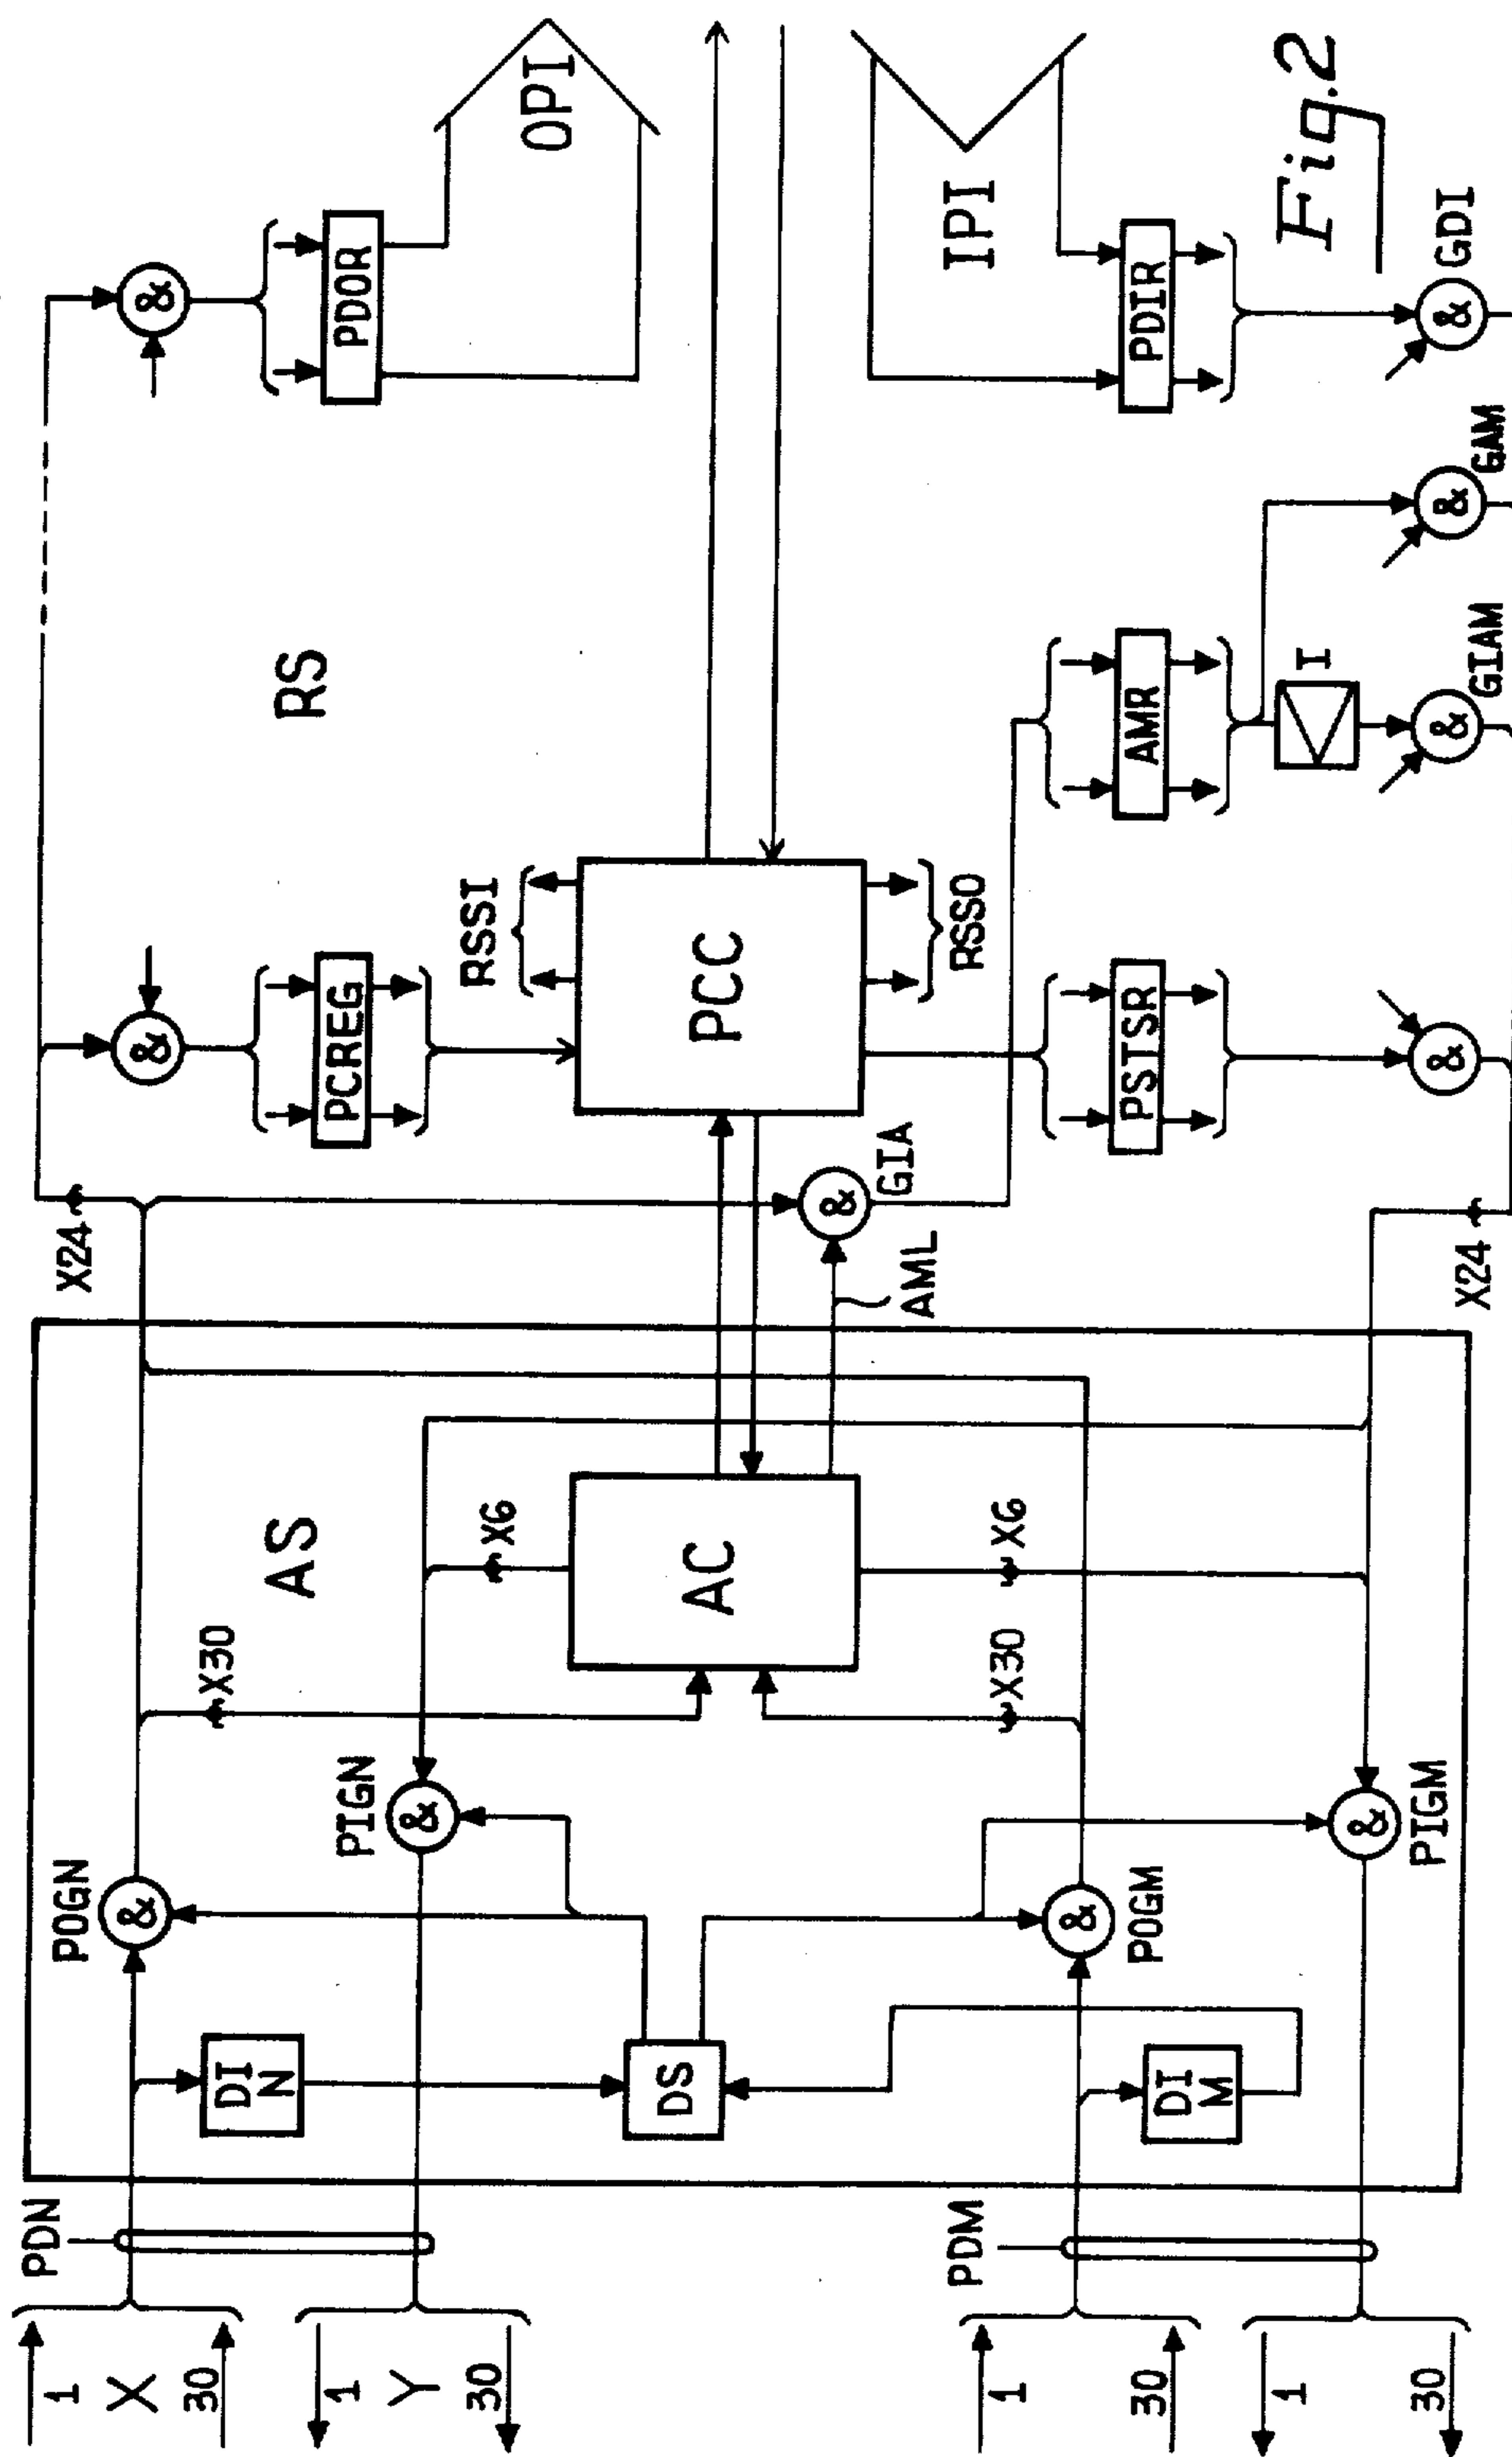 Fig.2
PDN
PDM
1
X
30
1
Y
30
1
30
1
30
POGN
&
PIGN
&
POGM
&
PIGM
&
DI
N
DS
DI
M
AS
AC
X30
X30
X6
X6
X24
X24
AML
GIA
&
&
PCREG
RSSI
PCC
RSSO
PSTSR
&
RS
AMR
I
&
GIAM
&
GAM
&
PDOR
OPI
IPI
PDIR
&
GDI